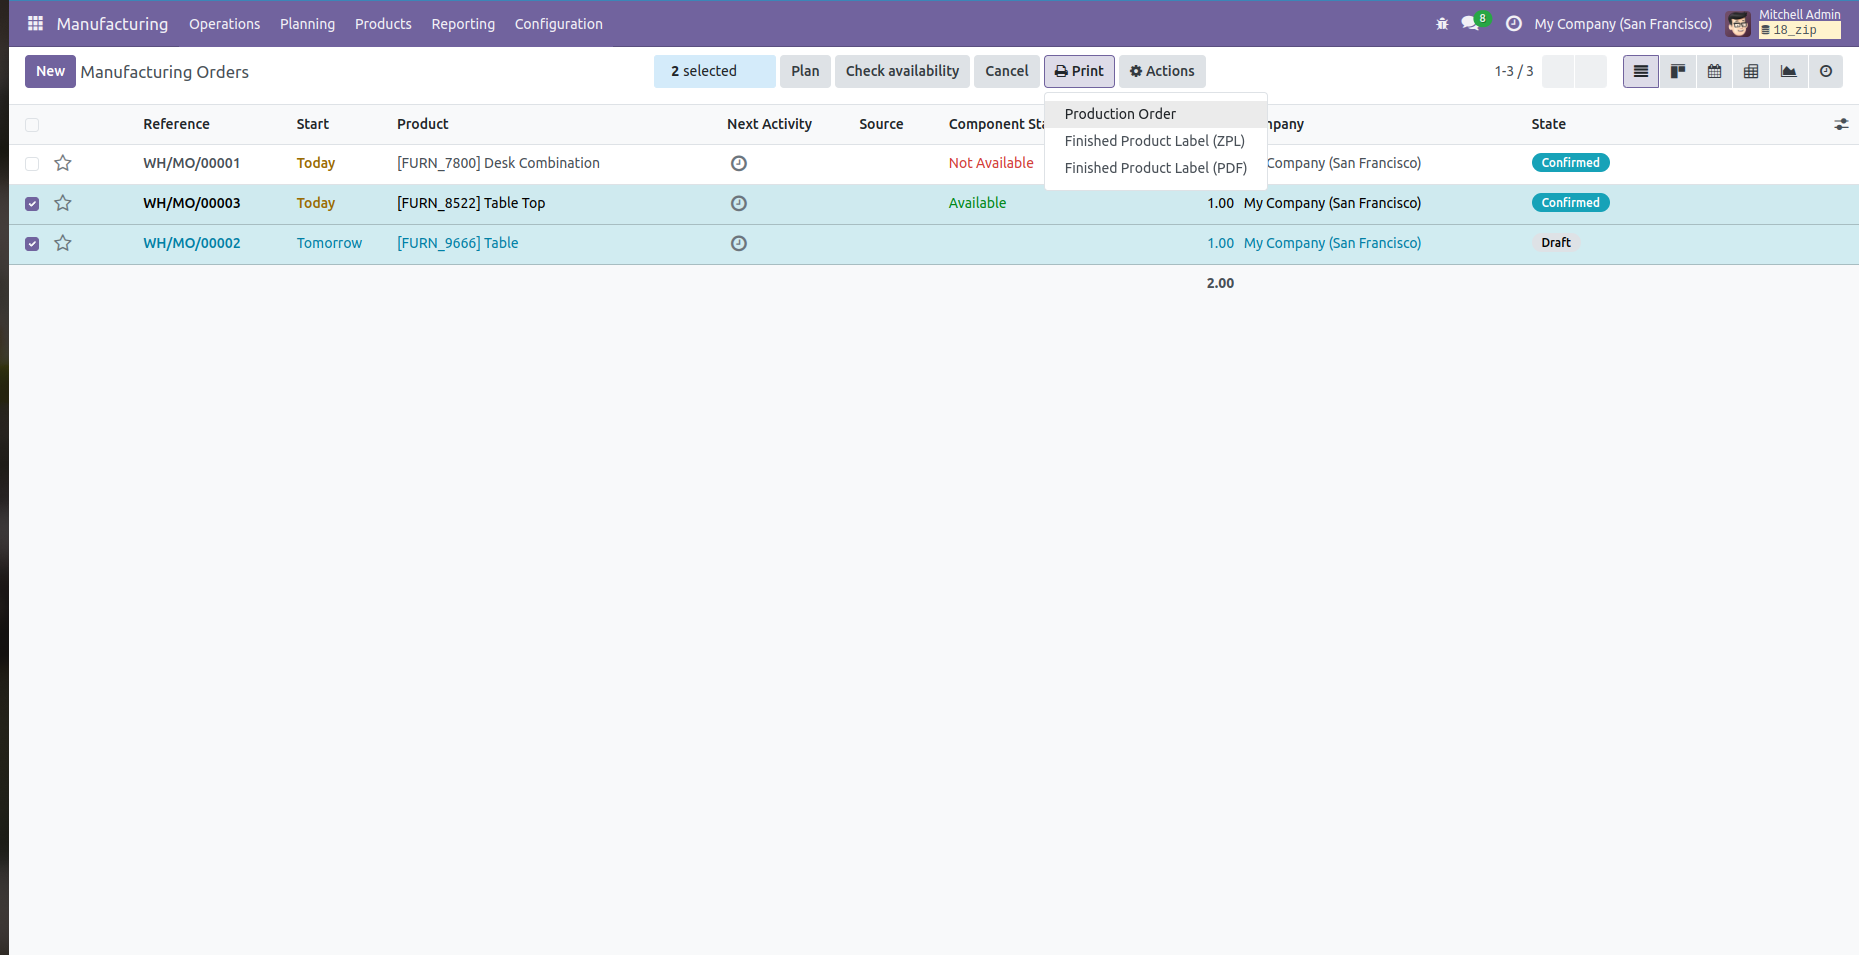 Manufacturing Operations Planning Products Reporting Configuration 8 My Company (San Francisco) Mitchell Admin
18_zip
New Manufacturing Orders 2 selected Plan Check availability Cancel Print Actions 1-3 / 3
Reference Start Product Next Activity Source Component Sta mpany State
Production Order
Finished Product Label (ZPL)
Finished Product Label (PDF)
WH/MO/00001 Today [FURN_7800] Desk Combination Not Available Company (San Francisco) Confirmed
WH/MO/00003 Today [FURN_8522] Table Top Available 1.00 My Company (San Francisco) Confirmed
WH/MO/00002 Tomorrow [FURN_9666] Table 1.00 My Company (San Francisco) Draft
2.00